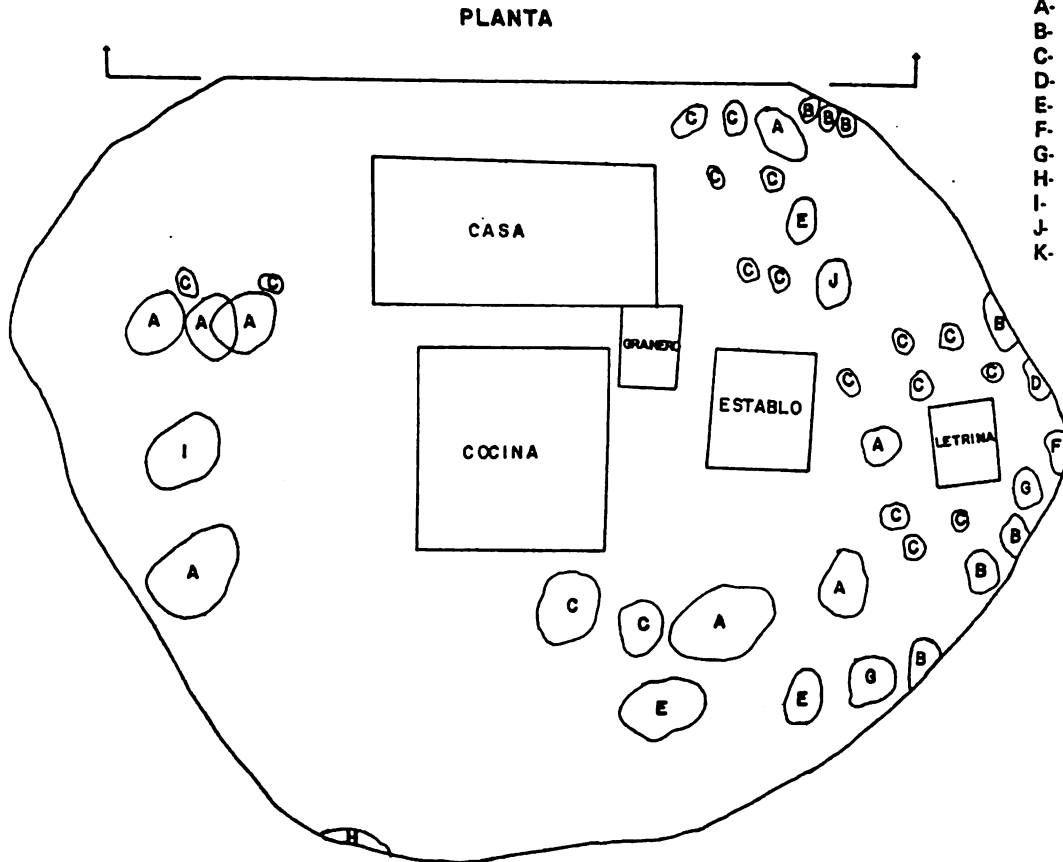 PLANTA
A-
B-
C-
D-
E-
F-
G-
H-
I-
J-
K-
C C A B B B
C C
CASA E
C C J
C C
A A A
GRANERO
B
C C
C C C D
ESTABLO
I COCINA A LETRINA F
G
C C C B
A A B
C C A
B
E E G
H